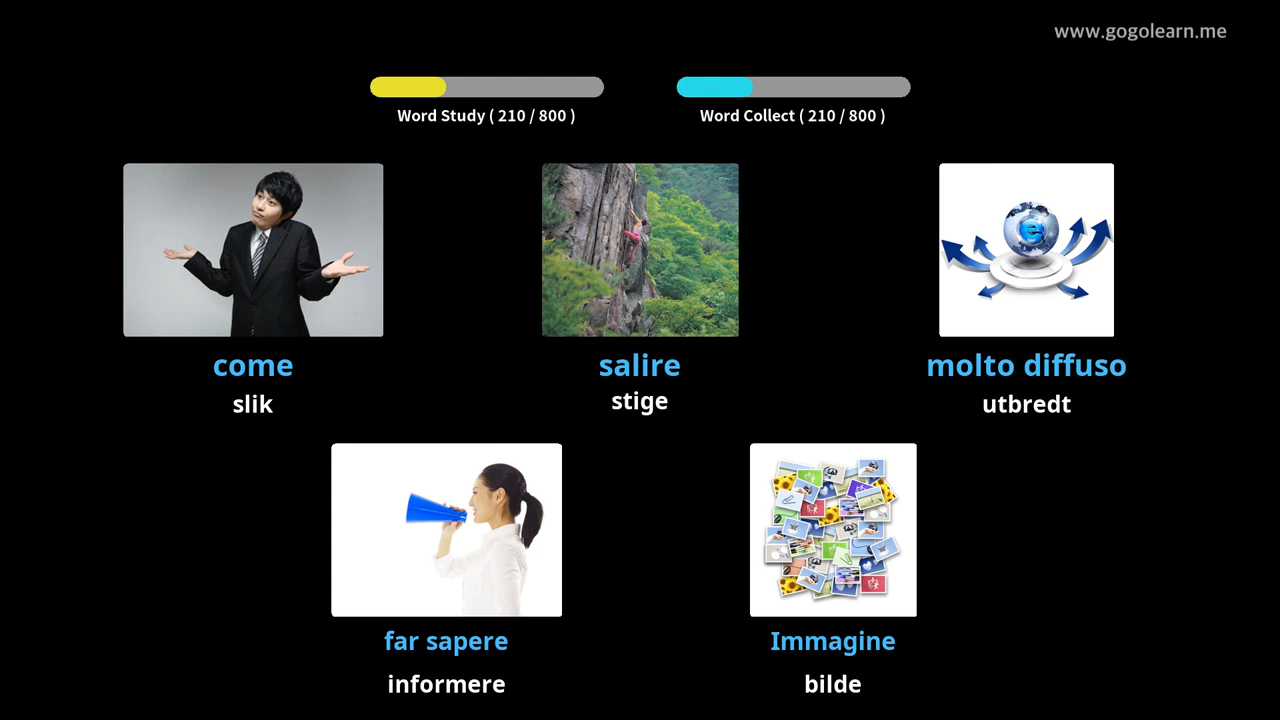 www.gogolearn.me
Word Study ( 210 / 800 )
Word Collect ( 210 / 800 )
come
slik
salire
stige
molto diffuso
utbredt
far sapere
informere
Immagine
bilde